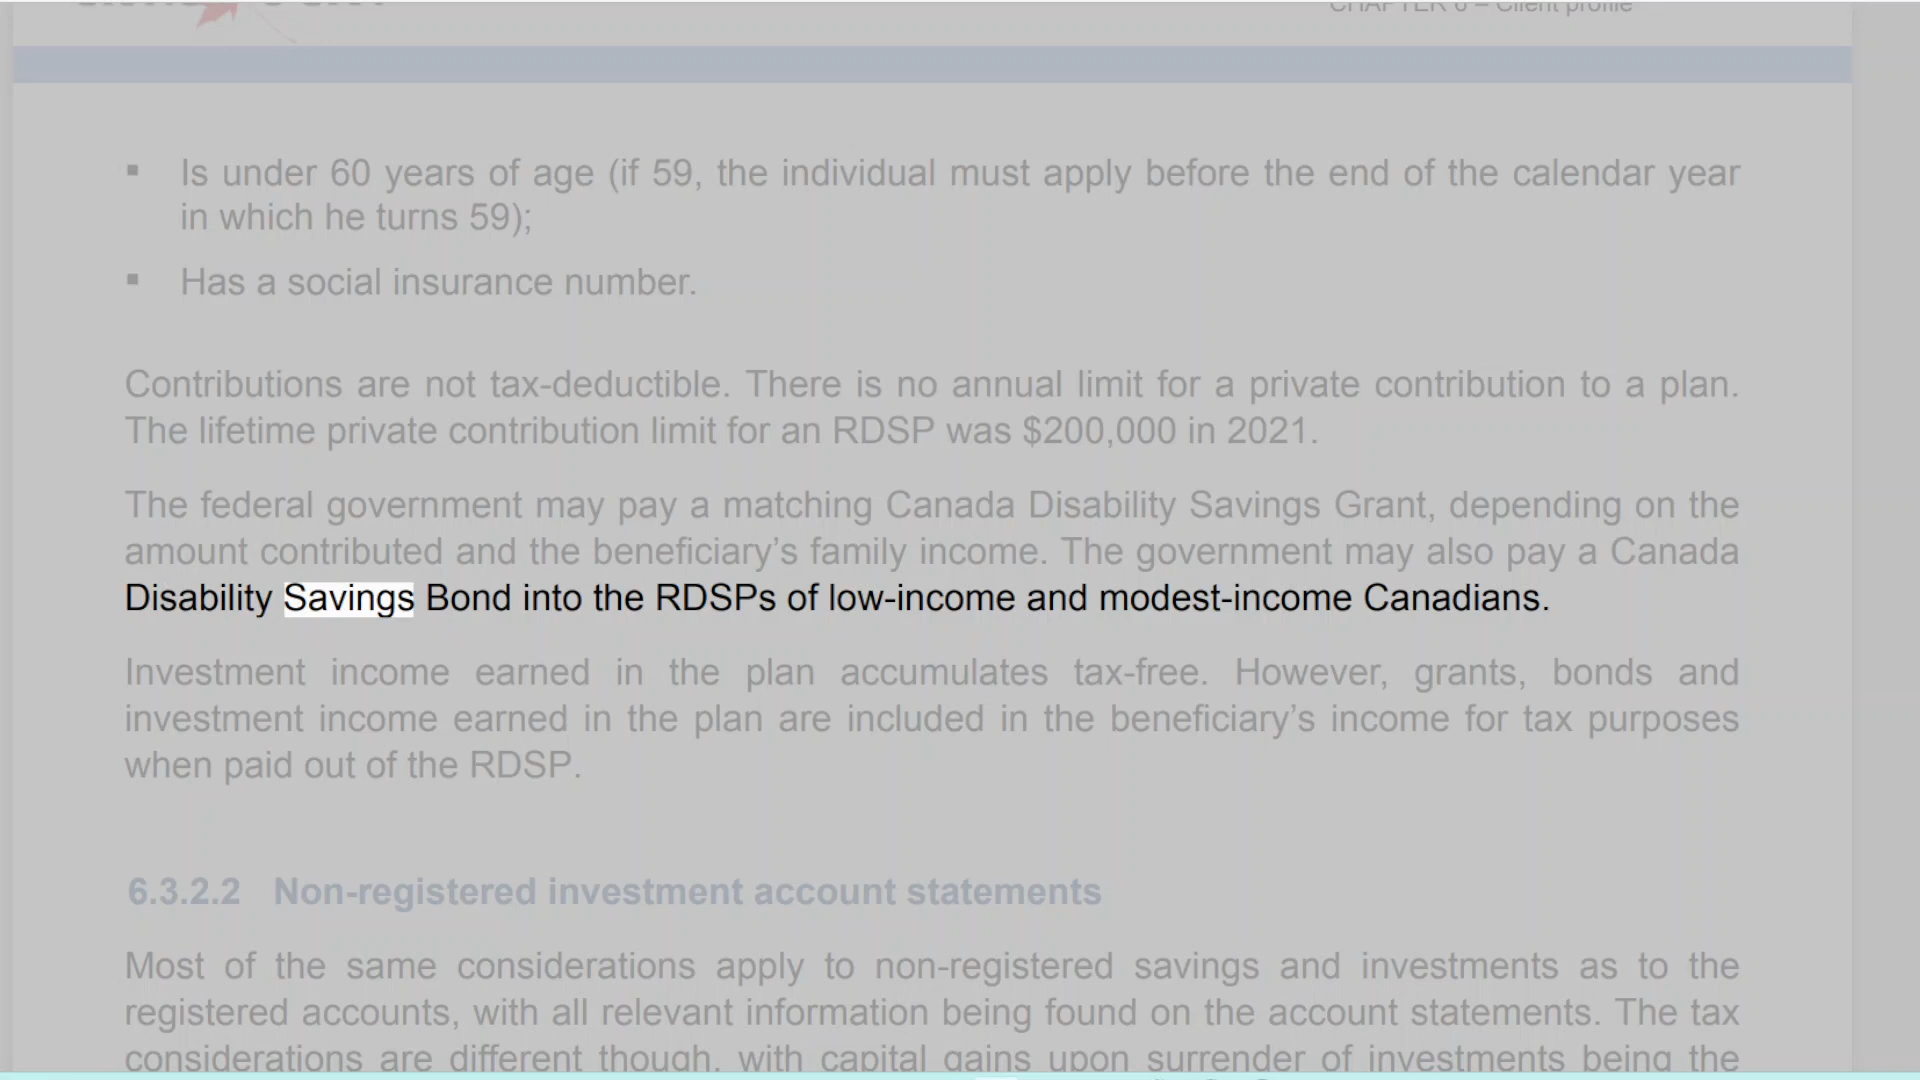 CHAPTER 6 – Client profile
▪ Is under 60 years of age (if 59, the individual must apply before the end of the calendar year
in which he turns 59);
▪ Has a social insurance number.
Contributions are not tax-deductible. There is no annual limit for a private contribution to a plan.
The lifetime private contribution limit for an RDSP was $200,000 in 2021.
The federal government may pay a matching Canada Disability Savings Grant, depending on the
amount contributed and the beneficiary’s family income. The government may also pay a Canada
Disability Savings Bond into the RDSPs of low-income and modest-income Canadians.
Investment income earned in the plan accumulates tax-free. However, grants, bonds and
investment income earned in the plan are included in the beneficiary’s income for tax purposes
when paid out of the RDSP.
6.3.2.2 Non-registered investment account statements
Most of the same considerations apply to non-registered savings and investments as to the
registered accounts, with all relevant information being found on the account statements. The tax
considerations are different though, with capital gains upon surrender of investments being the